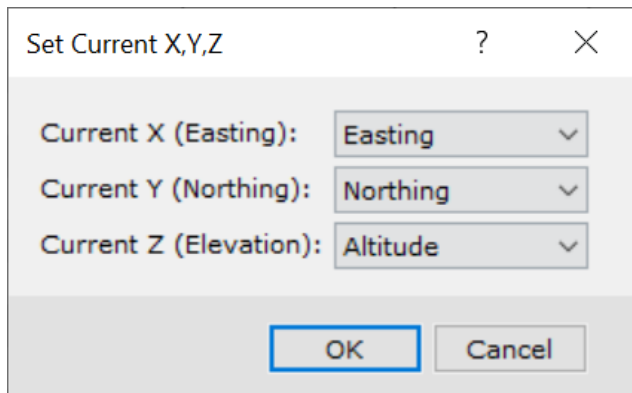 Set Current X,Y,Z ?
Current X (Easting): Easting
Current Y (Northing): Northing
Current Z (Elevation): Altitude
OK Cancel